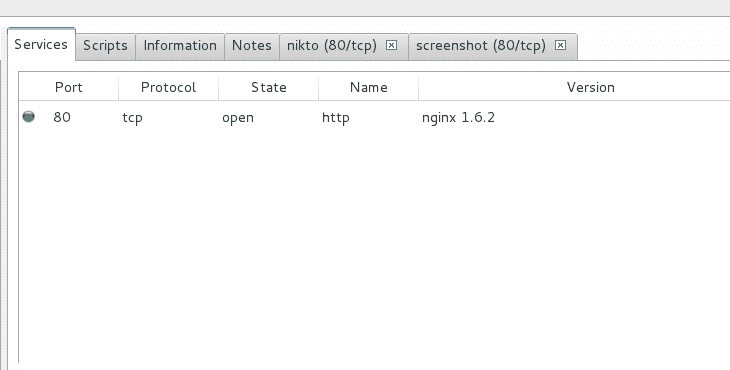 Services Scripts Information Notes nikto (80/tcp) screenshot (80/tcp)
Port Protocol State Name Version
80 tcp open http nginx 1.6.2